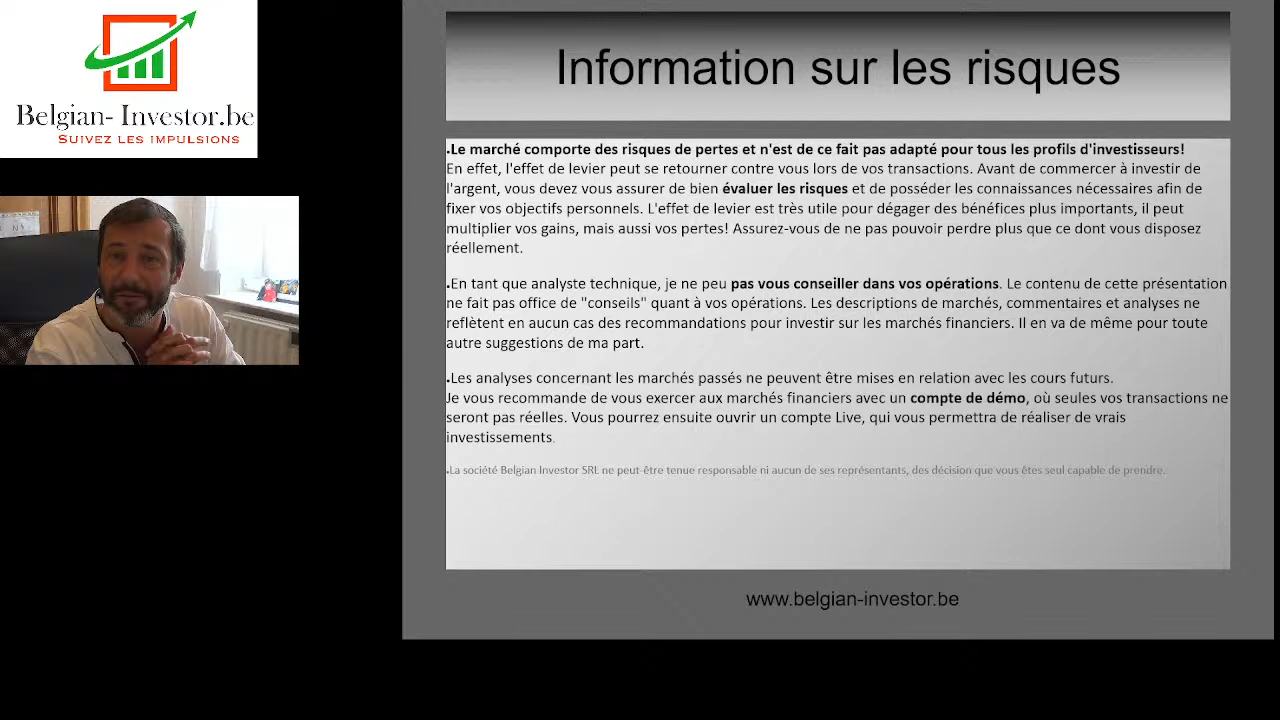 Belgian- Investor.be
SUIVEZ LES IMPULSIONS
Information sur les risques
•Le marché comporte des risques de pertes et n'est de ce fait pas adapté pour tous les profils d'investisseurs!
En effet, l'effet de levier peut se retourner contre vous lors de vos transactions. Avant de commercer à investir de
l'argent, vous devez vous assurer de bien évaluer les risques et de posséder les connaissances nécessaires afin de
fixer vos objectifs personnels. L'effet de levier est très utile pour dégager des bénéfices plus importants, il peut
multiplier vos gains, mais aussi vos pertes! Assurez-vous de ne pas pouvoir perdre plus que ce dont vous disposez
réellement.
•En tant que analyste technique, je ne peu pas vous conseiller dans vos opérations. Le contenu de cette présentation
ne fait pas office de "conseils" quant à vos opérations. Les descriptions de marchés, commentaires et analyses ne
reflètent en aucun cas des recommandations pour investir sur les marchés financiers. Il en va de même pour toute
autre suggestions de ma part.
•Les analyses concernant les marchés passés ne peuvent être mises en relation avec les cours futurs.
Je vous recommande de vous exercer aux marchés financiers avec un compte de démo, où seules vos transactions ne
seront pas réelles. Vous pourrez ensuite ouvrir un compte Live, qui vous permettra de réaliser de vrais
investissements.
•La société Belgian Investor SRL ne peut-être tenue responsable ni aucun de ses représentants, des décision que vous êtes seul capable de prendre.
www.belgian-investor.be